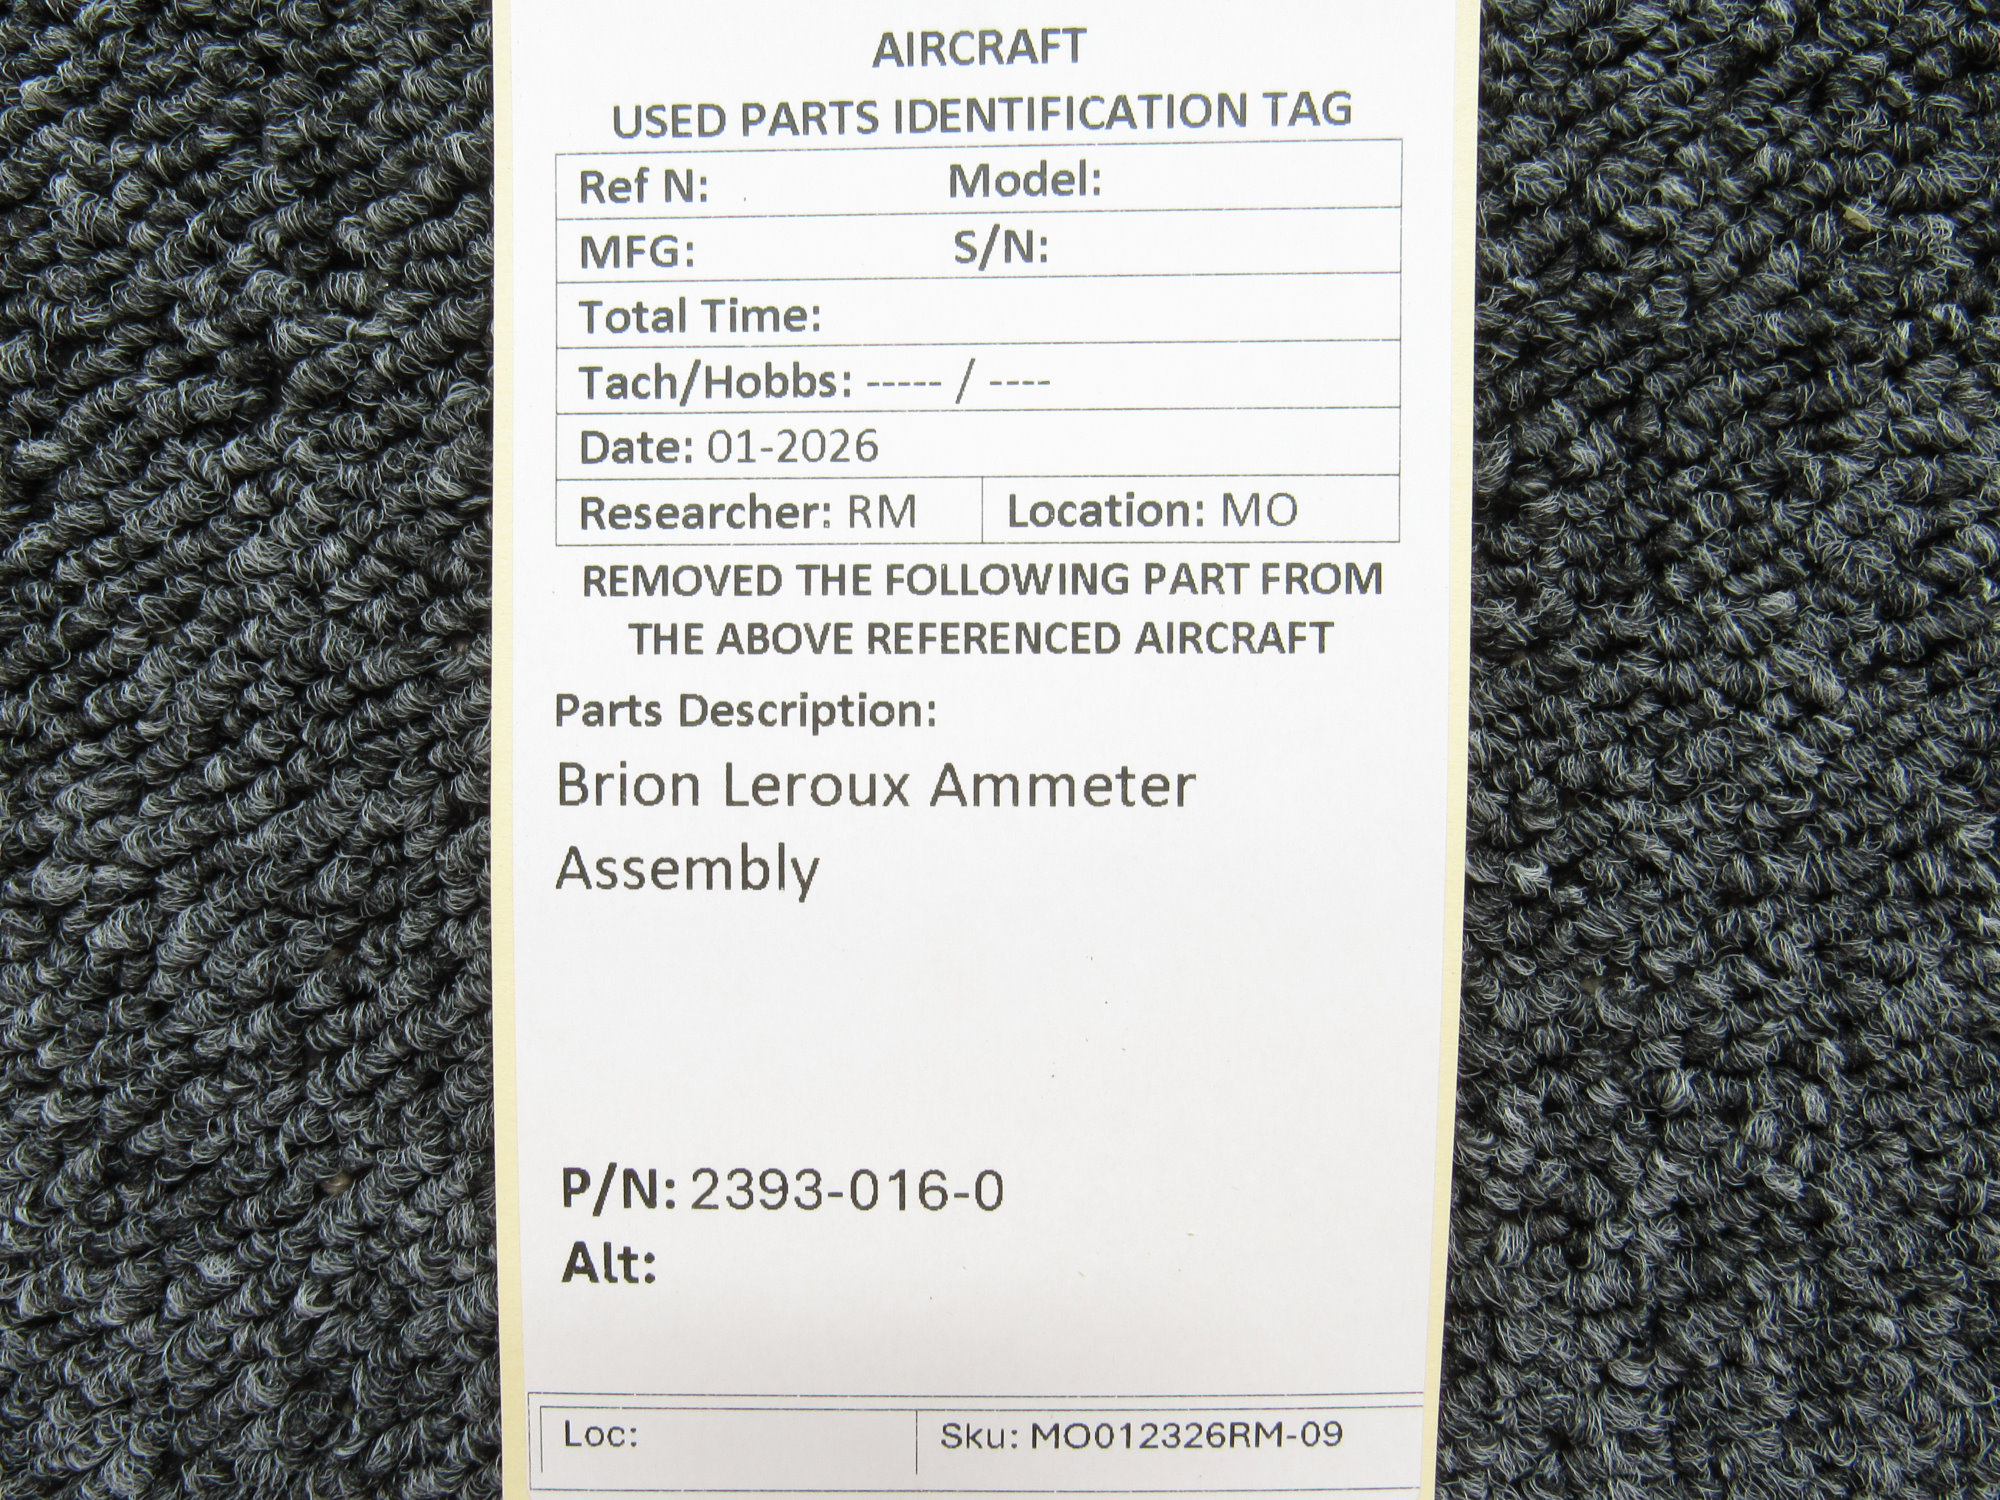 AIRCRAFT
USED PARTS IDENTIFICATION TAG
Ref N: Model:
MFG: S/N:
Total Time:
Tach/Hobbs: ----- / ----
Date: 01-2026
Researcher: RM Location: MO
REMOVED THE FOLLOWING PART FROM
THE ABOVE REFERENCED AIRCRAFT
Parts Description:
Brion Leroux Ammeter
Assembly
P/N: 2393-016-0
Alt:
Loc: Sku: MO012326RM-09